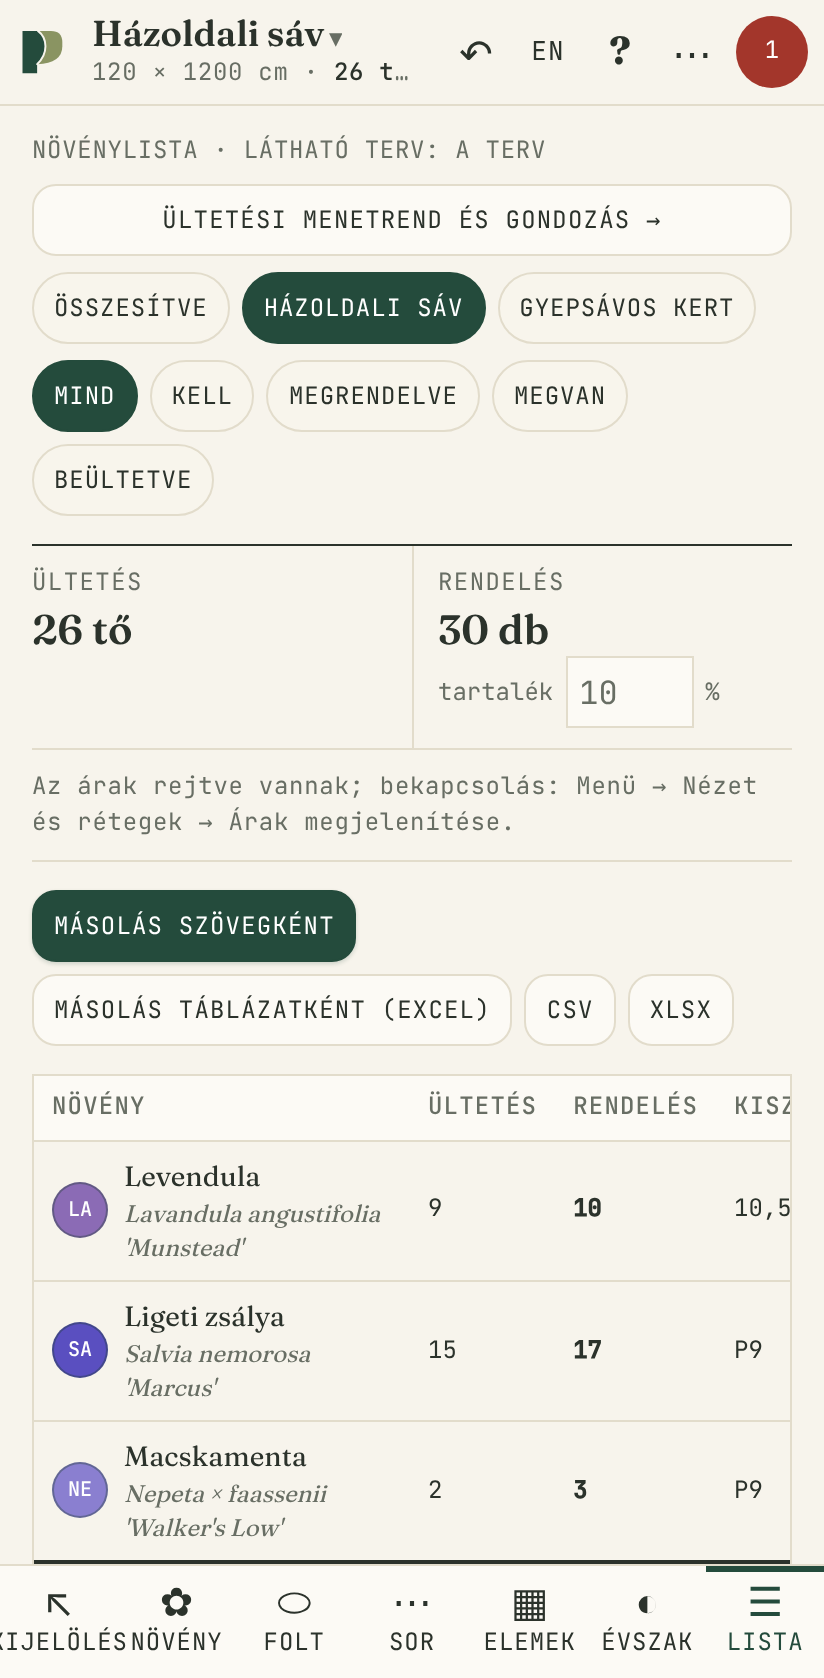 Házoldali sáv▾
120 × 1200 cm · 26 t…
↶ EN ? … 1
NÖVÉNYLISTA · LÁTHATÓ TERV: A TERV
ÜLTETÉSI MENETREND ÉS GONDOZÁS →
ÖSSZESÍTVE HÁZOLDALI SÁV GYEPSÁVOS KERT
MIND KELL MEGRENDELVE MEGVAN
BEÜLTETVE
ÜLTETÉS RENDELÉS
26 tő 30 db
tartalék 10 %
Az árak rejtve vannak; bekapcsolás: Menü → Nézet
és rétegek → Árak megjelenítése.
MÁSOLÁS SZÖVEGKÉNT
MÁSOLÁS TÁBLÁZATKÉNT (EXCEL) CSV XLSX
NÖVÉNY ÜLTETÉS RENDELÉS KISZ
Levendula
LA Lavandula angustifolia 9 10 10,5
'Munstead'
Ligeti zsálya
SA Salvia nemorosa 15 17 P9
'Marcus'
Macskamenta
NE Nepeta × faassenii 2 3 P9
'Walker's Low'
KIJELÖLÉS NÖVÉNY FOLT SOR ELEMEK ÉVSZAK LISTA